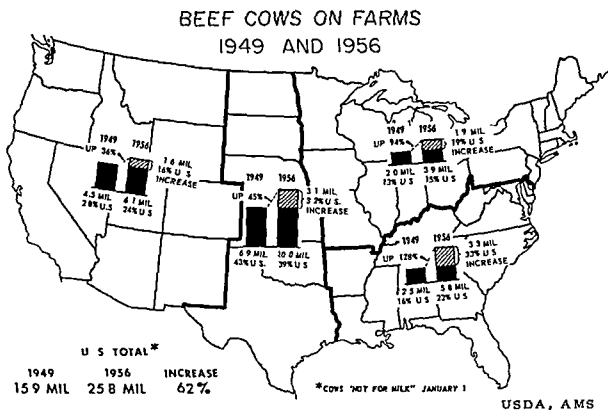 BEEF COWS ON FARMS
1949 AND 1956
1949 1956
UP 36%
1.6 MIL
16% U.S.
INCREASE
4.5 MIL 6.1 MIL
28% U.S. 24% U.S.
1949 1956
UP 45%
3.1 MIL
32% U.S.
INCREASE
6.9 MIL 10.0 MIL
43% U.S. 39% U.S.
1949 1956
UP 94%
1.9 MIL
19% U.S.
INCREASE
2.0 MIL 3.9 MIL
13% U.S. 15% U.S.
1949 1956
UP 128%
3.3 MIL
33% U.S.
INCREASE
2.5 MIL 5.8 MIL
16% U.S. 22% U.S.
U S TOTAL*
1949 1956 INCREASE
15.9 MIL 25.8 MIL 62%
*COWS "NOT FOR MILK" JANUARY 1
USDA, AMS